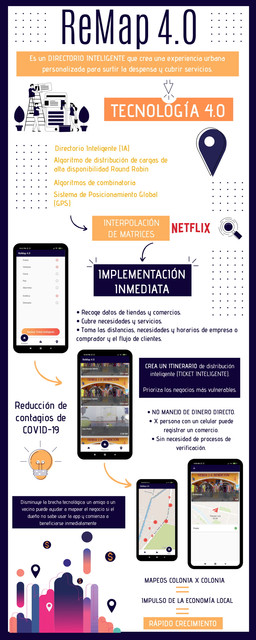 ReMap 4.0
Es un DIRECTORIO INTELIGENTE que crea una experiencia urbana
personalizada para surtir la despensa y cubrir servicios.
TECNOLOGÍA 4.0
Directorio Inteligente [IA]
Algoritmo de distribución de cargas de
alta disponibilidad Round Robin
Algoritmos de combinatoria
Sistema de Posicionamiento Global
[GPS]
INTERPOLACIÓN
DE MATRICES
NETFLIX
IMPLEMENTACIÓN
INMEDIATA
• Recoge datos de tiendas y comercios.
• Cubre necesidades y servicios.
• Toma las distancias, necesidades y horarios de empresa o
comprador y el flujo de clientes.
CREA UN ITINERARIO de distribución
inteligente [TICKET INTELIGENTE].
Prioriza los negocios más vulnerables.
Reducción de
contagios de
COVID-19
• NO MANEJO DE DINERO DIRECTO.
• X persona con un celular puede
registrar un comercio
• Sin necesidad de procesos de
verificación.
Disminuye la brecha tecnológica un amigo o un
vecino puede ayudar a mapear el negocio si el
dueño no sabe usar la app y comienza a
beneficiarse inmediatamente
MAPEOS COLONIA X COLONIA
IMPULSO DE LA ECONOMÍA LOCAL
RÁPIDO CRECIMIENTO